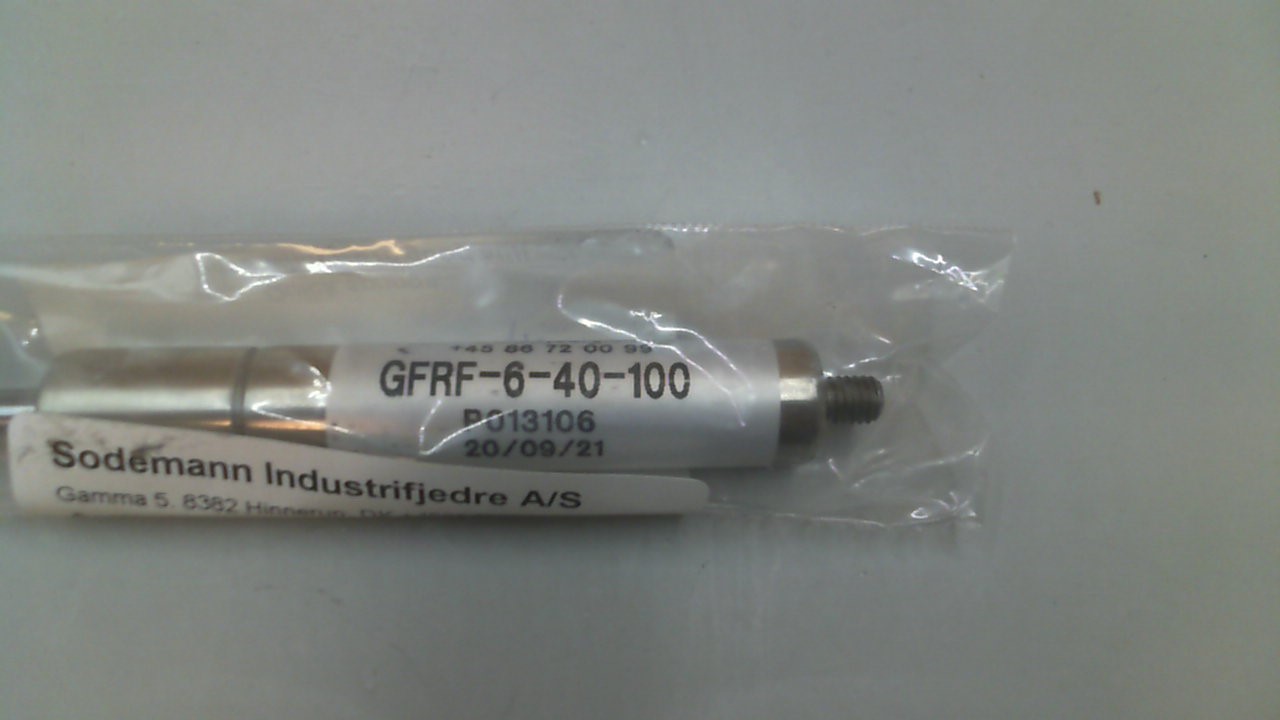 +45 86 72 00 99
GFRF-6-40-100
P013106
20/09/21
Sodemann Industrifjedre A/S
Gamma 5. 8382 Hinnerup, DK